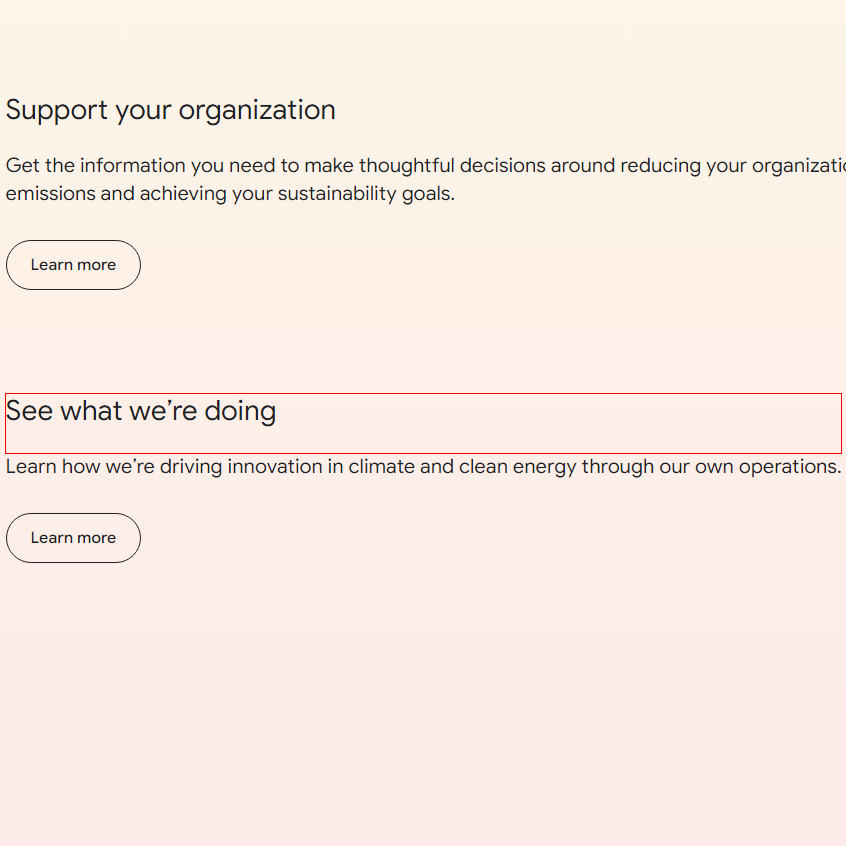 Support your organization
Get the information you need to make thoughtful decisions around reducing your
emissions and achieving your sustainability goals.
Learn more
See what we’re doing
Learn how we’re driving innovation in climate and clean energy through our own operations.
Learn more